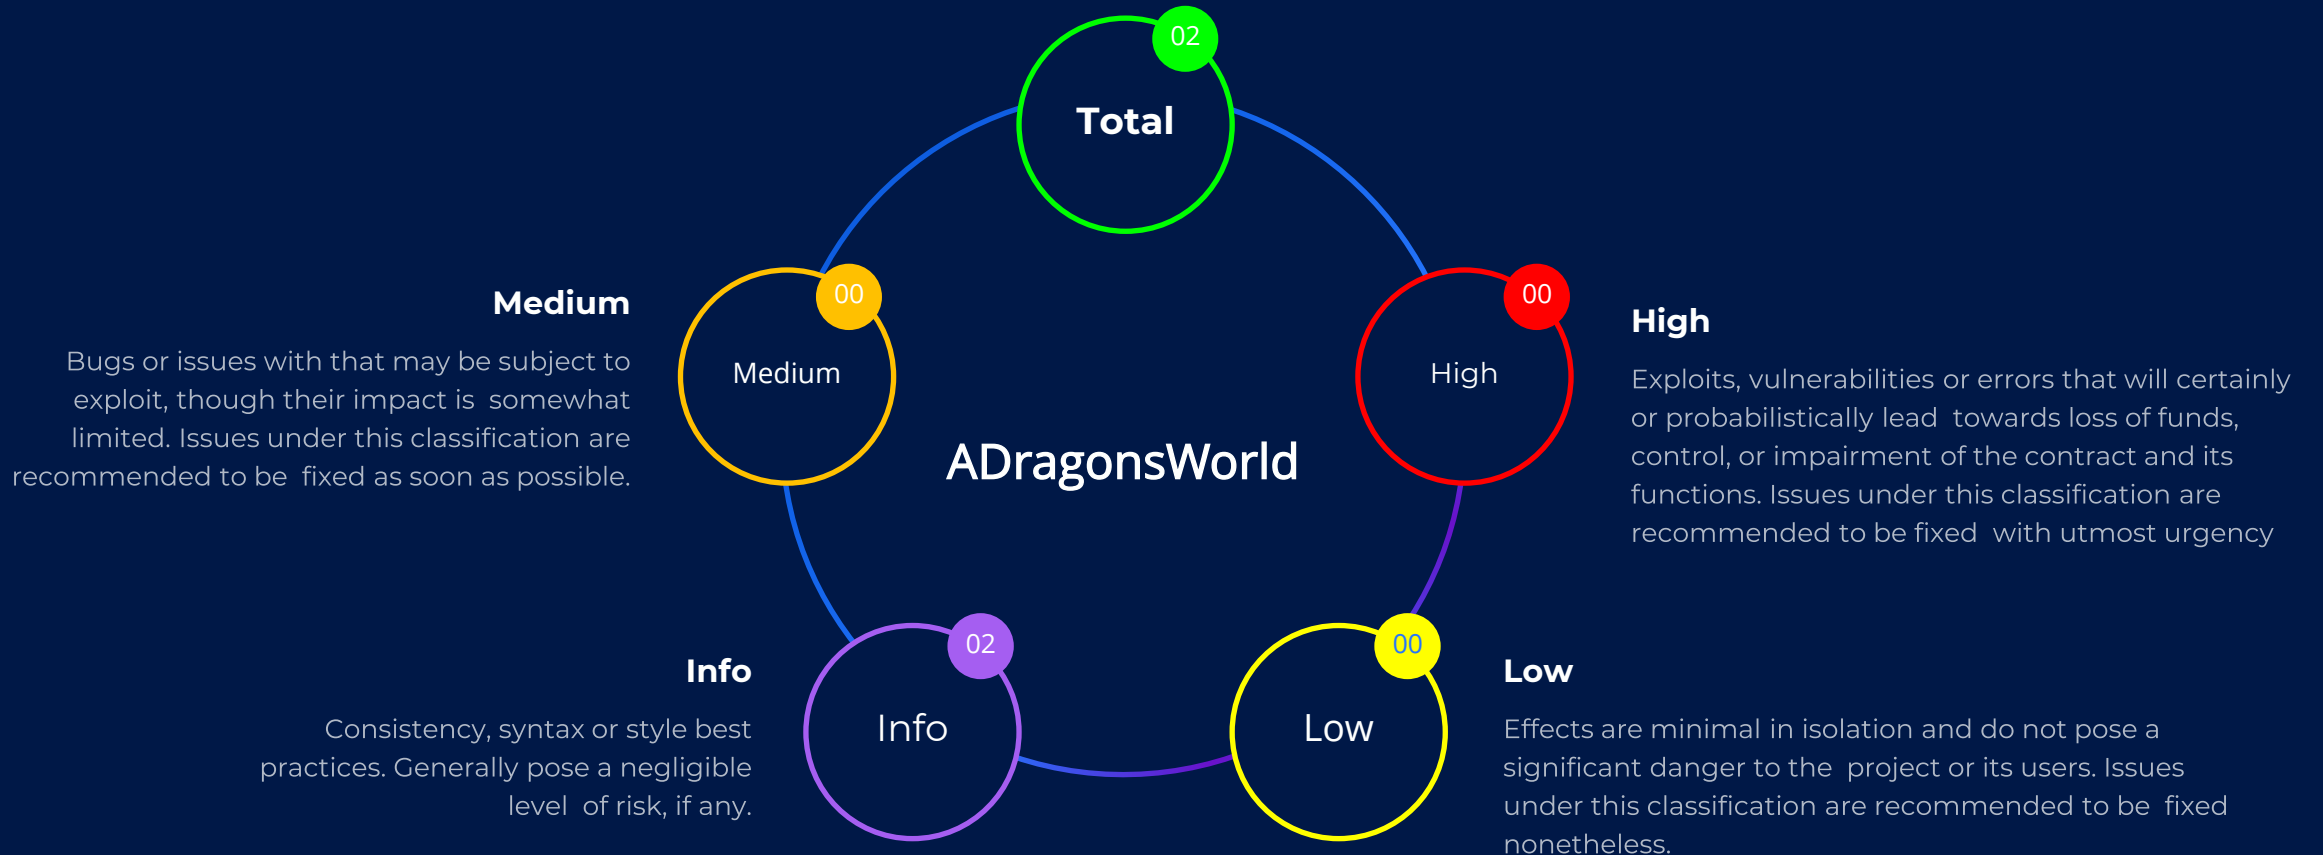 02
Total
Medium
Bugs or issues with that may be subject to
exploit, though their impact is  somewhat
limited. Issues under this classification are
recommended to be  fixed as soon as possible.
00
Medium
00
High
High
Exploits, vulnerabilities or errors that will certainly
or probabilistically lead  towards loss of funds,
control, or impairment of the contract and its
functions. Issues under this classification are
recommended to be fixed  with utmost urgency
ADragonsWorld
Info
Consistency, syntax or style best
practices. Generally pose a negligible
level  of risk, if any.
02
Info
00
Low
Low
Effects are minimal in isolation and do not pose a
significant danger to the  project or its users. Issues
under this classification are recommended to be  fixed
nonetheless.